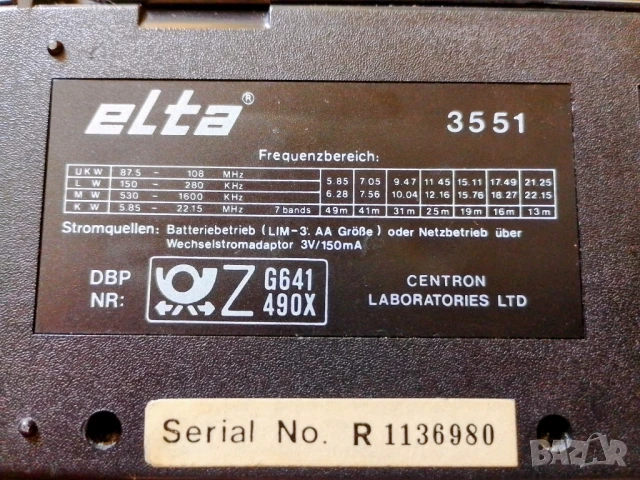 elta®
3551
Frequenzbereich:
UKW 87.5 - 108 MHz
LW 150 - 280 KHz
MW 530 - 1600 KHz
KW 5.85 - 22.15 MHz 7 bands
5.85 7.05 9.47 11.45 15.11 17.49 21.25
6.28 7.56 10.04 12.16 15.76 18.27 22.15
49m 41m 31m 25m 19m 16m 13m
Stromquellen: Batteriebetrieb (LIM-3. AA Größe) oder Netzbetrieb über
Wechselstromadaptor 3V/150mA
DBP
NR:
Z G641
490X
CENTRON
LABORATORIES LTD
Serial No. R 1136980
BAZAR